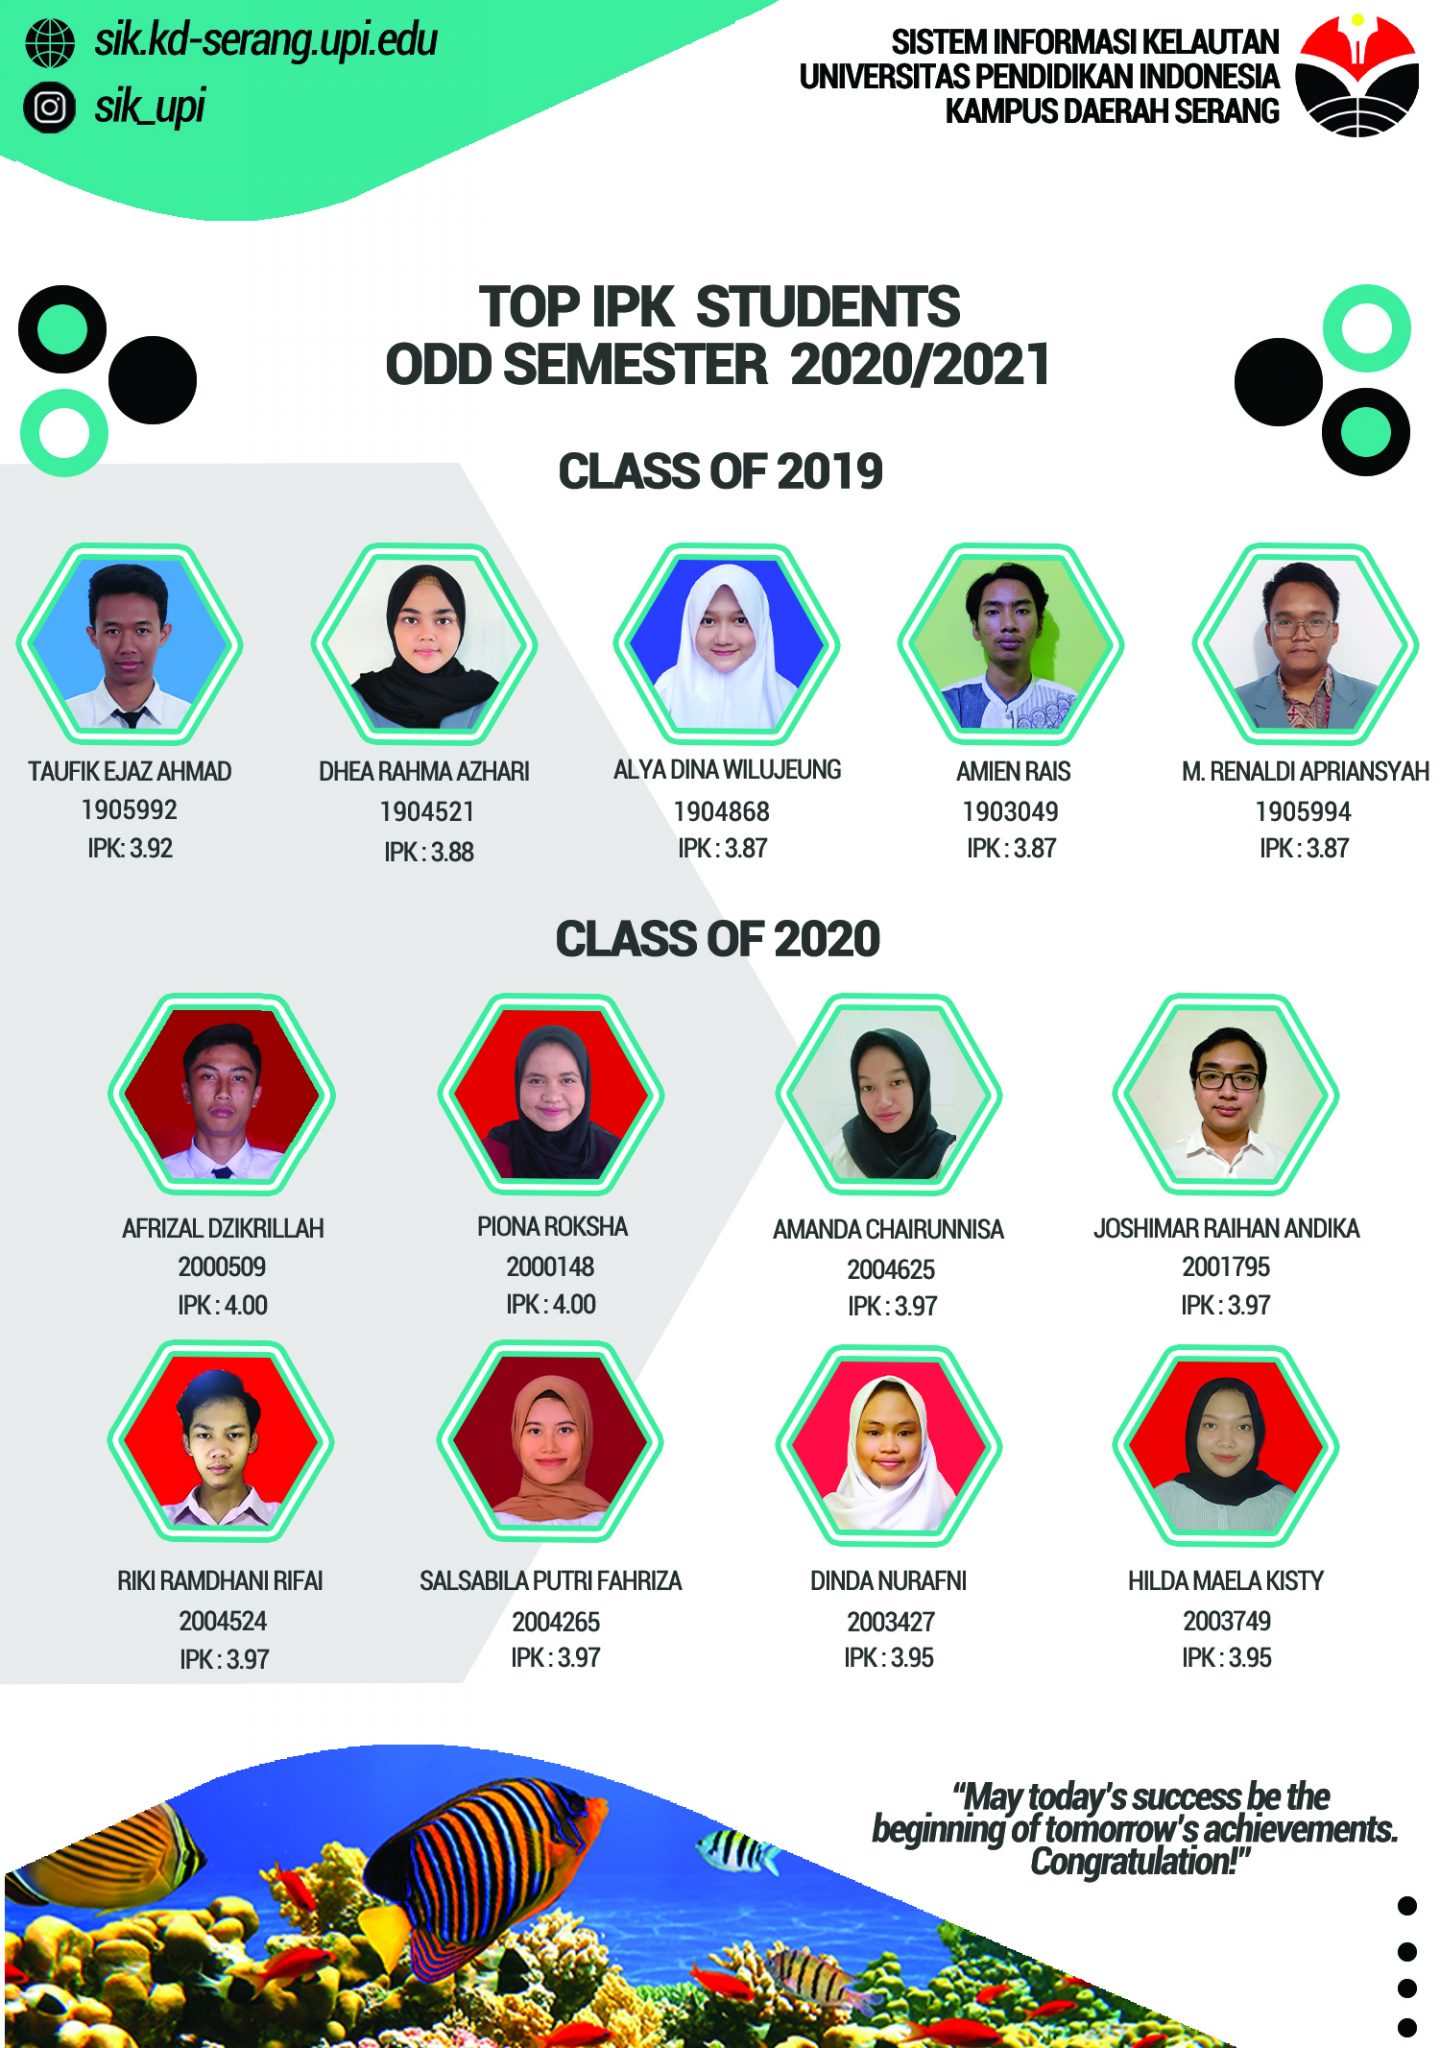 sik.kd-serang.upi.edu
sik_upi
SISTEM INFORMASI KELAUTAN
UNIVERSITAS PENDIDIKAN INDONESIA
KAMPUS DAERAH SERANG
TOP IPK STUDENTS
ODD SEMESTER 2020/2021
CLASS OF 2019
TAUFIK EJAZ AHMAD
1905992
IPK: 3.92
DHEA RAHMA AZHARI
1904521
IPK : 3.88
ALYA DINA WILUJEUNG
1904868
IPK : 3.87
AMIEN RAIS
1903049
IPK : 3.87
M. RENALDI APRIANSYAH
1905994
IPK : 3.87
CLASS OF 2020
AFRIZAL DZIKRILLAH
2000509
IPK : 4.00
PIONA ROKSHA
2000148
IPK : 4.00
AMANDA CHAIRUNNISA
2004625
IPK : 3.97
JOSHIMAR RAIHAN ANDIKA
2001795
IPK : 3.97
RIKI RAMDHANI RIFAI
2004524
IPK : 3.97
SALSABILA PUTRI FAHRIZA
2004265
IPK : 3.97
DINDA NURAFNI
2003427
IPK : 3.95
HILDA MAELA KISTY
2003749
IPK : 3.95
“May today's success be the
beginning of tomorrow's achievements.
Congratulation!”